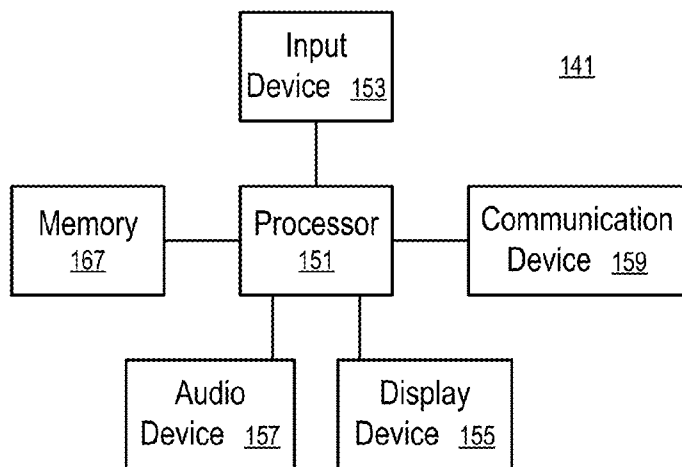 Input
Device 153
141
Memory
167
Processor
151
Communication
Device 159
Audio
Device 157
Display
Device 155